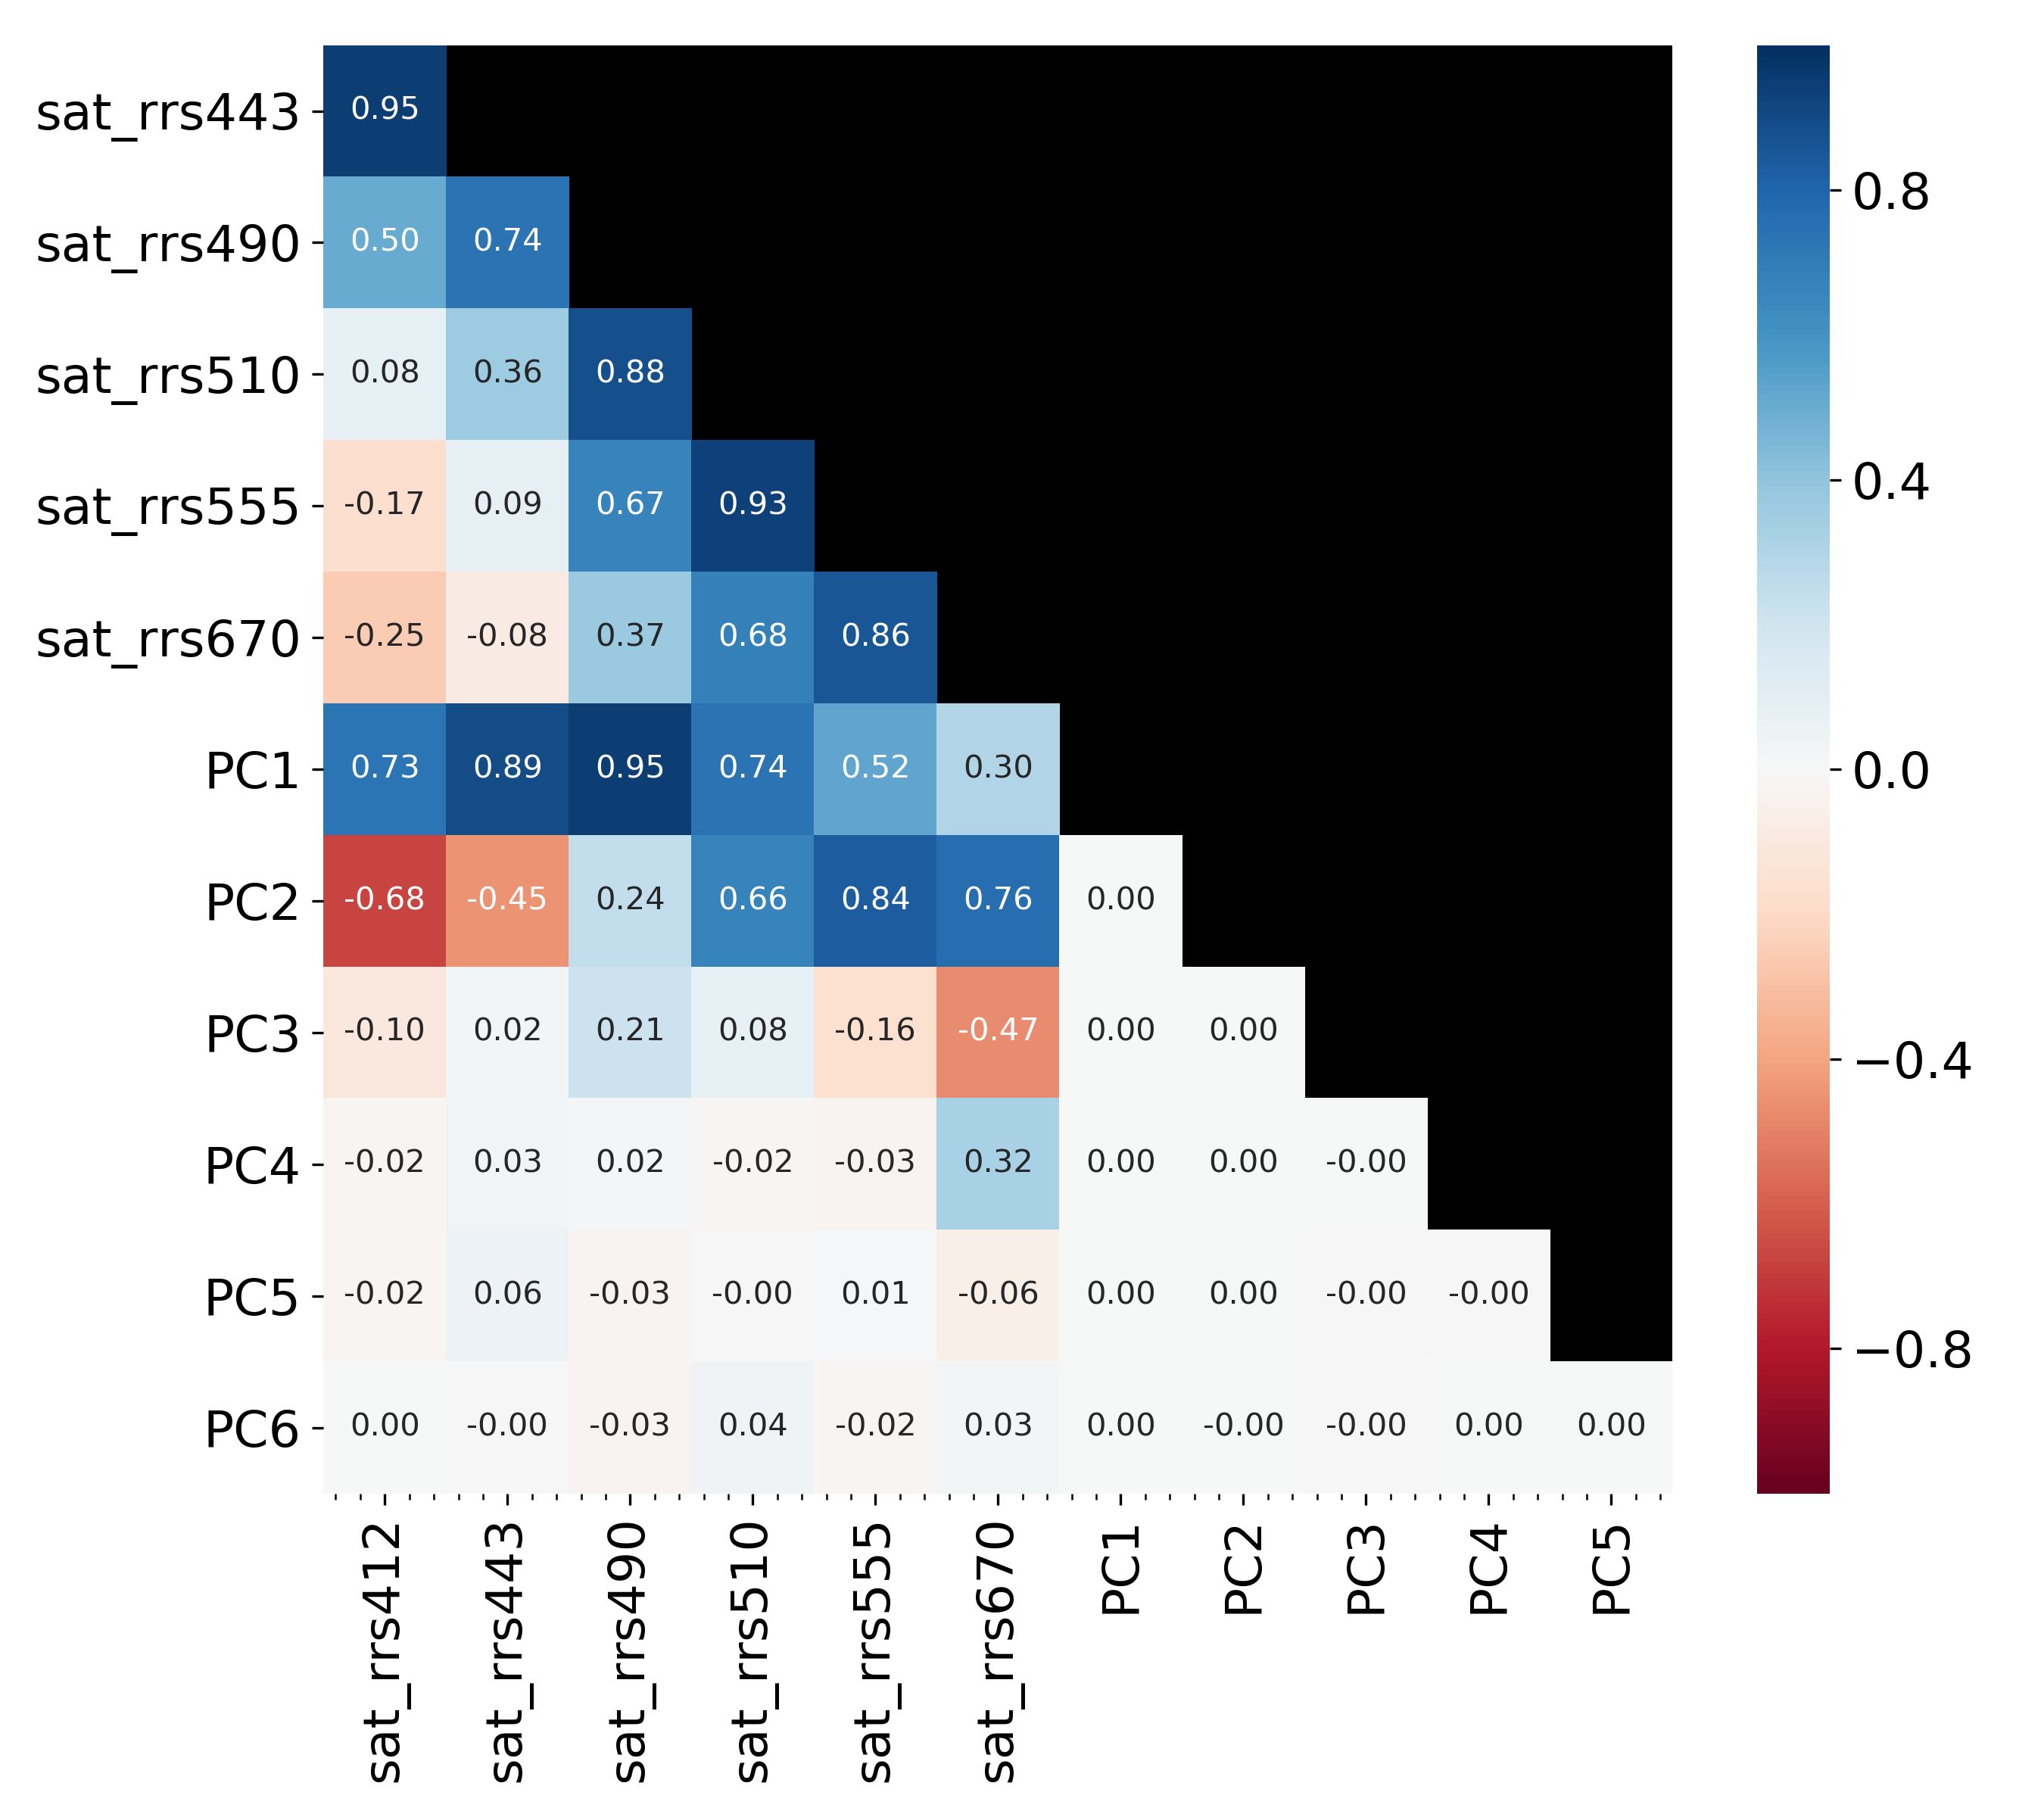 sat_rrs443 0.95
0.8
sat_rrs490 0.50 0.74
sat_rrs510 0.08 0.36 0.88
0.4
sat_rrs555 -0.17 0.09 0.67 0.93
sat_rrs670 -0.25 -0.08 0.37 0.68 0.86
PC1 0.73 0.89 0.95 0.74 0.52 0.30
0.0
PC2 -0.68 -0.45 0.24 0.66 0.84 0.76 0.00
PC3 -0.10 0.02 0.21 0.08 -0.16 -0.47 0.00 0.00
−0.4
PC4 -0.02 0.03 0.02 -0.02 -0.03 0.32 0.00 0.00 -0.00
PC5 -0.02 0.06 -0.03 -0.00 0.01 -0.06 0.00 0.00 -0.00 -0.00
−0.8
PC6 0.00 -0.00 -0.03 0.04 -0.02 0.03 0.00 -0.00 -0.00 0.00 0.00
sat_rrs412
sat_rrs443
sat_rrs490
sat_rrs510
sat_rrs555
sat_rrs670
PC1
PC2
PC3
PC4
PC5